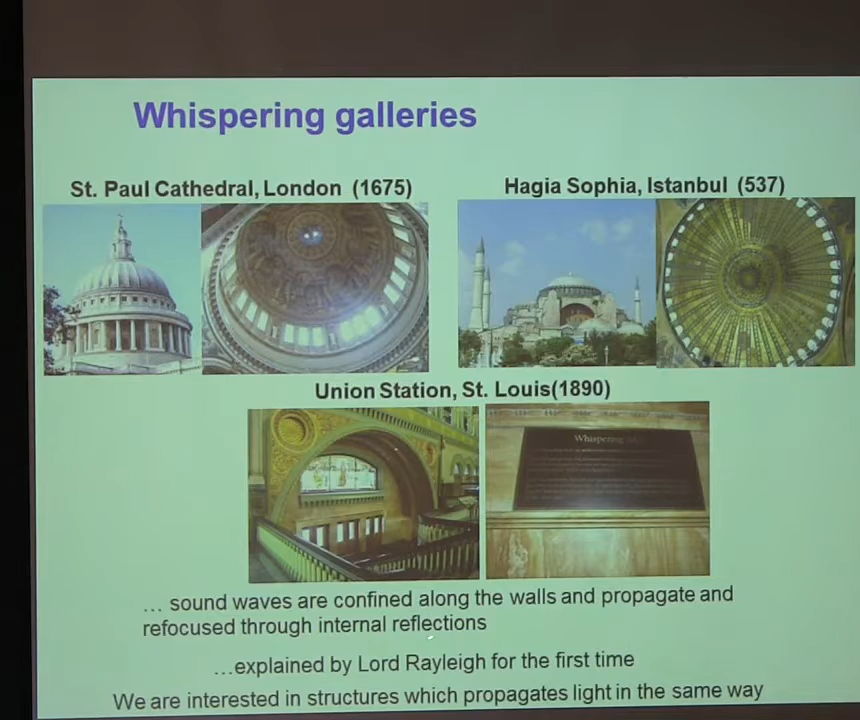 Whispering galleries
St. Paul Cathedral, London (1675)
Hagia Sophia, Istanbul (537)
Union Station, St. Louis(1890)
Whispering
... sound waves are confined along the walls and propagate and
refocused through internal reflections
...explained by Lord Rayleigh for the first time
We are interested in structures which propagates light in the same way